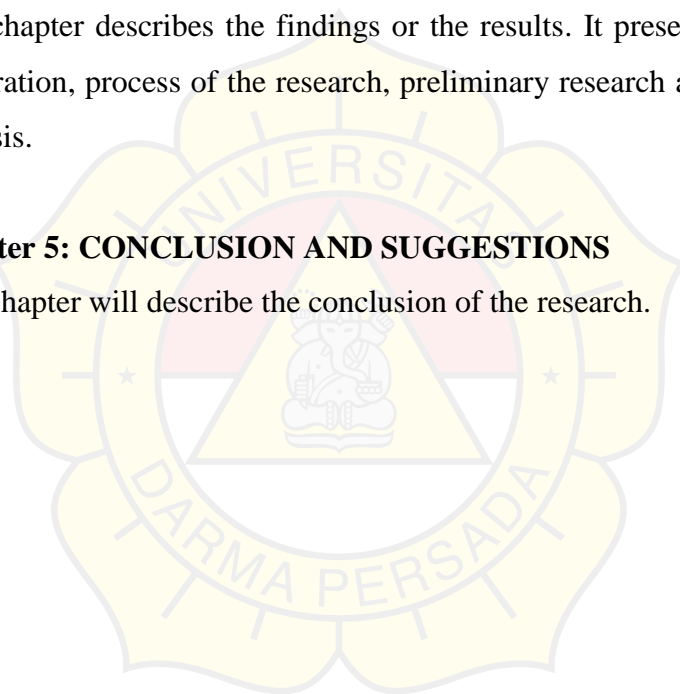 chapter describes the findings or the results. It prese
ration, process of the research, preliminary research a
sis.
ter 5: CONCLUSION AND SUGGESTIONS
hapter will describe the conclusion of the research.
UNIVERSITAS
DARMA PERSADA